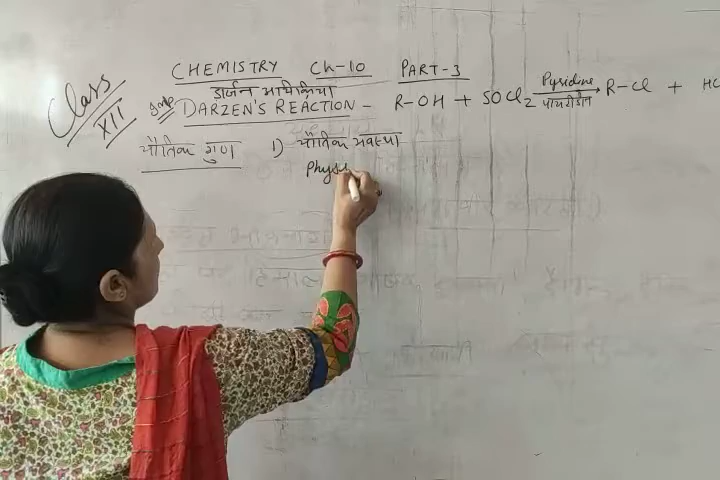 Class XII
CHEMISTRY Ch-10 PART-3
डार्जन अभिक्रिया
DARZEN'S REACTION - R-OH + SOCl2 Pyridine पायरीडीन → R-Cl + HC
भौतिक गुण 1) भौतिक अवस्था
Physi